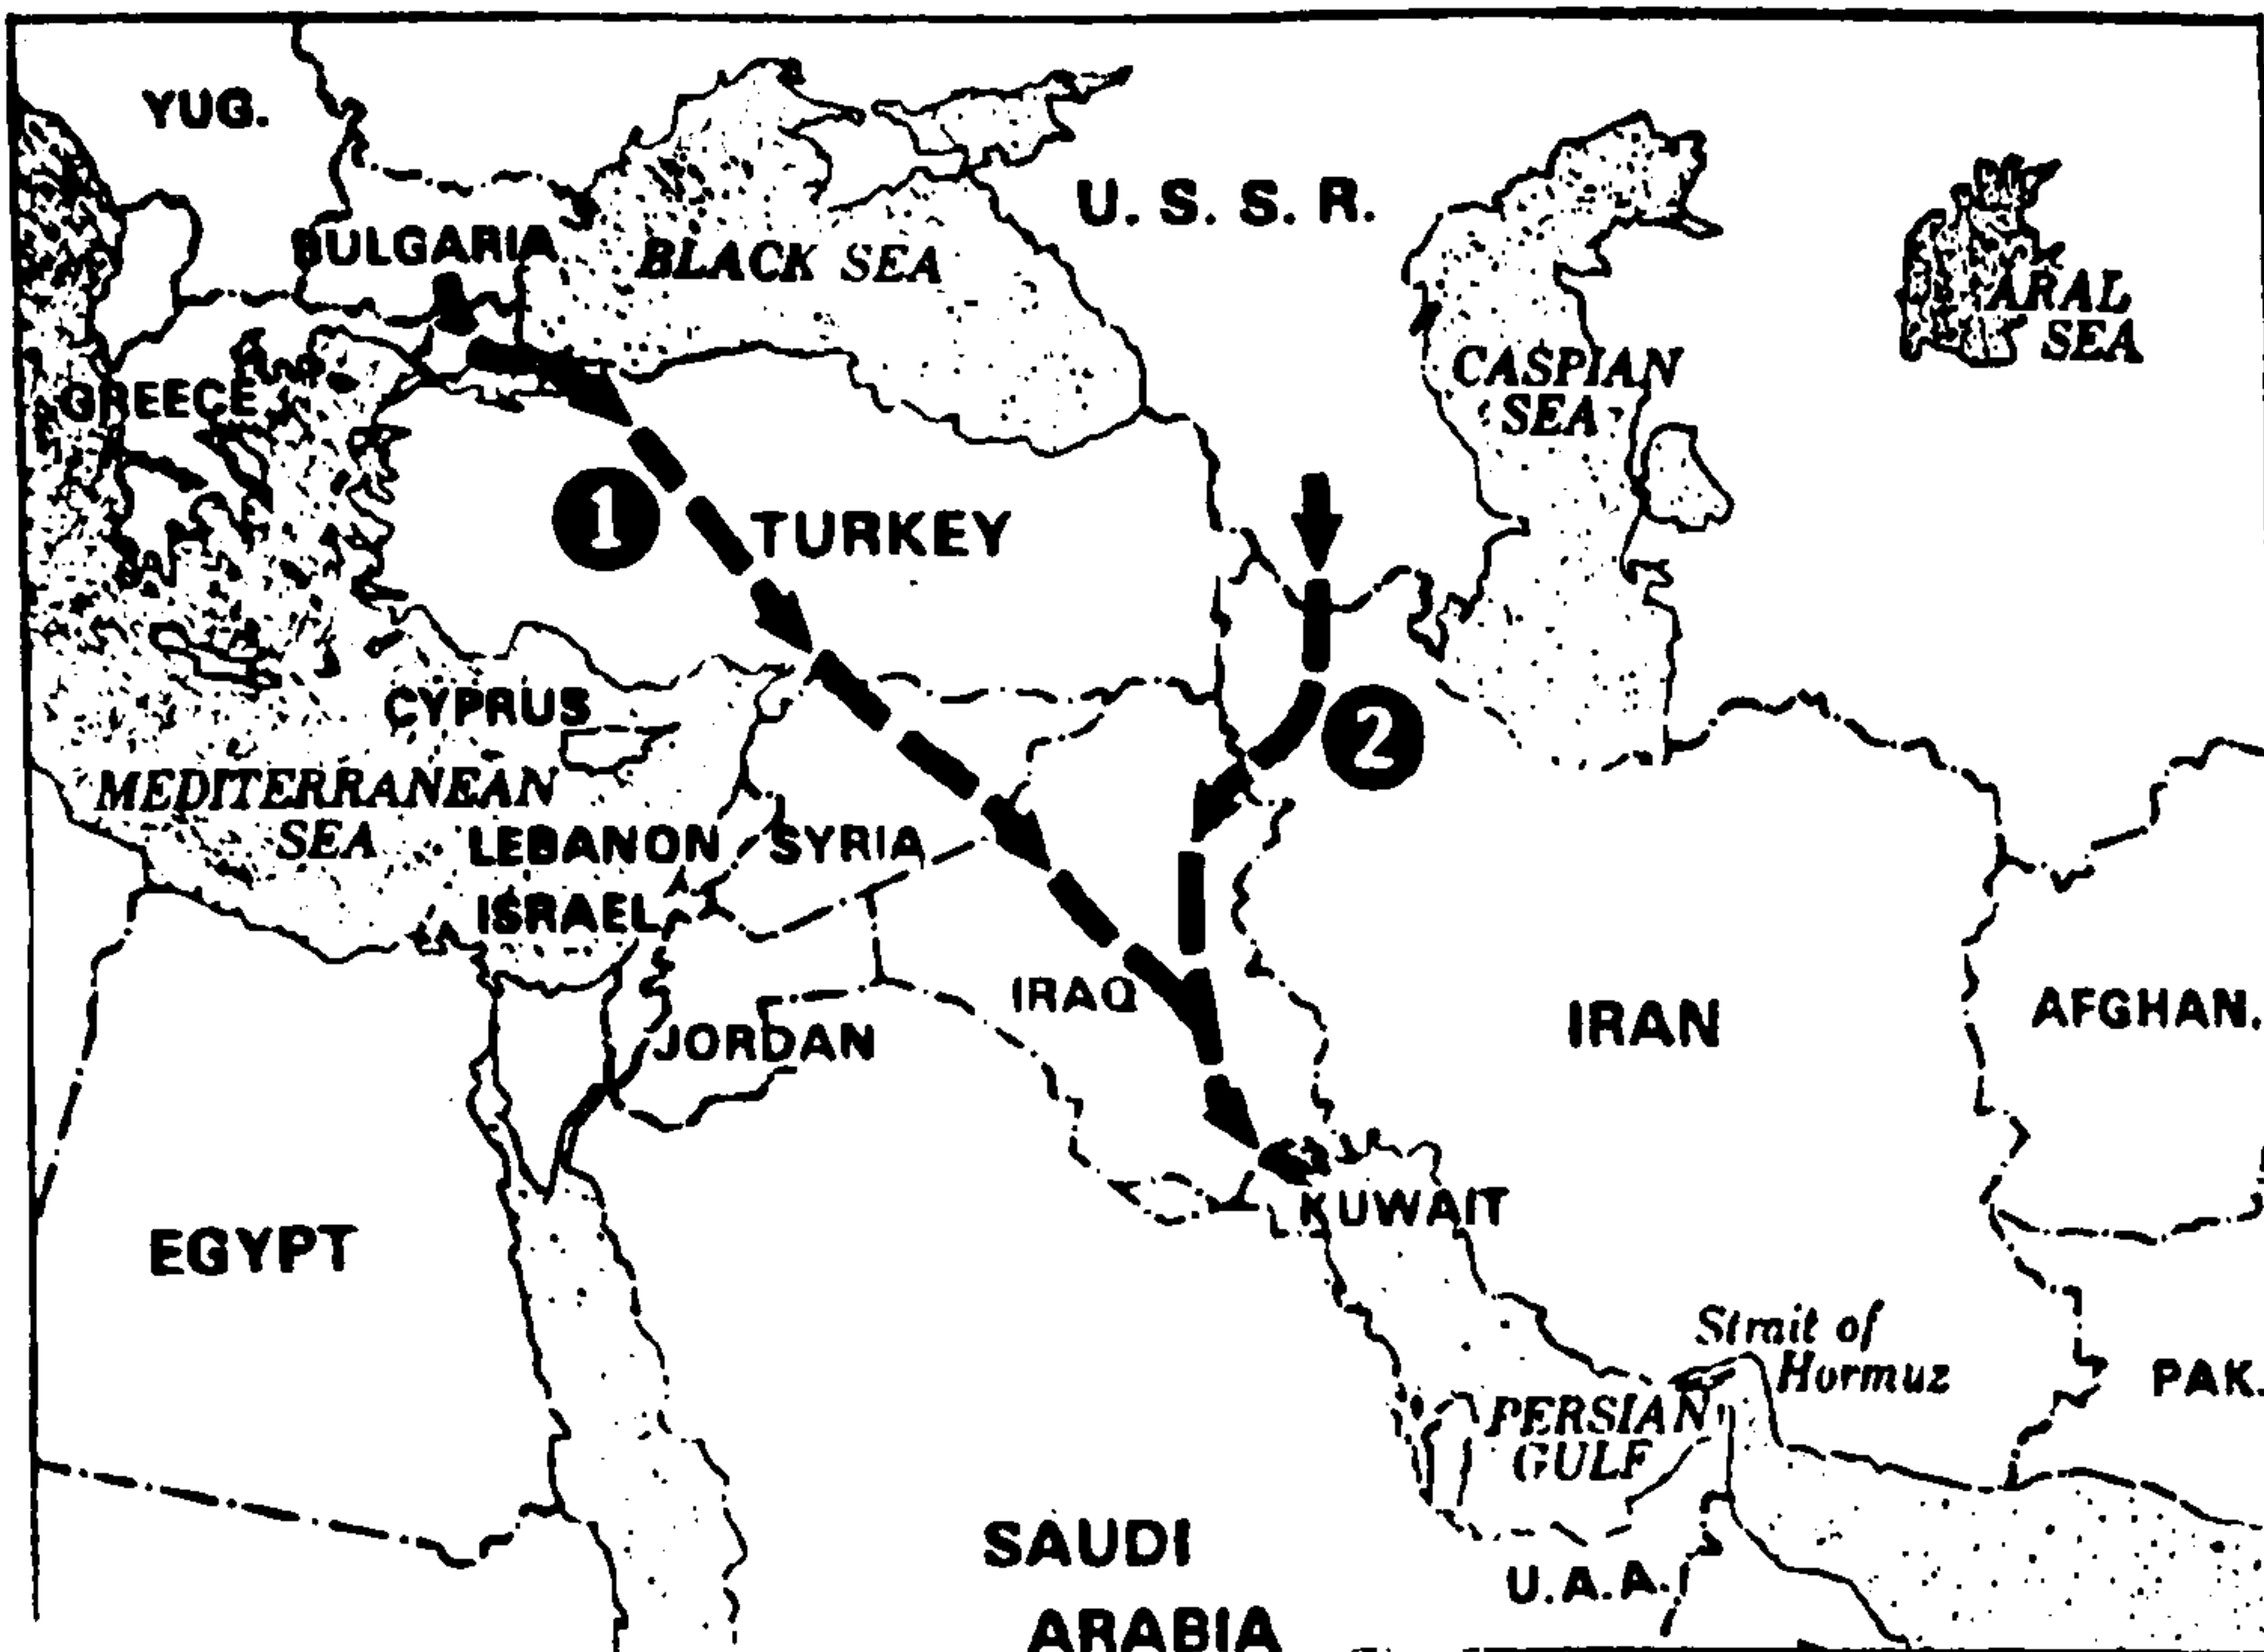 YUG.
U. S. S. R.
BULGARIA
BLACK SEA
ARAL
SEA
CASPIAN
SEA
GREECE
1
TURKEY
CYPRUS
2
MEDITERRANEAN
SEA
LEBANON
SYRIA
ISRAEL
IRAQ
IRAN
AFGHAN.
JORDAN
KUWAIT
EGYPT
Strait of
Hormuz
PAK.
PERSIAN
GULF
SAUDI
ARABIA
U.A.A.